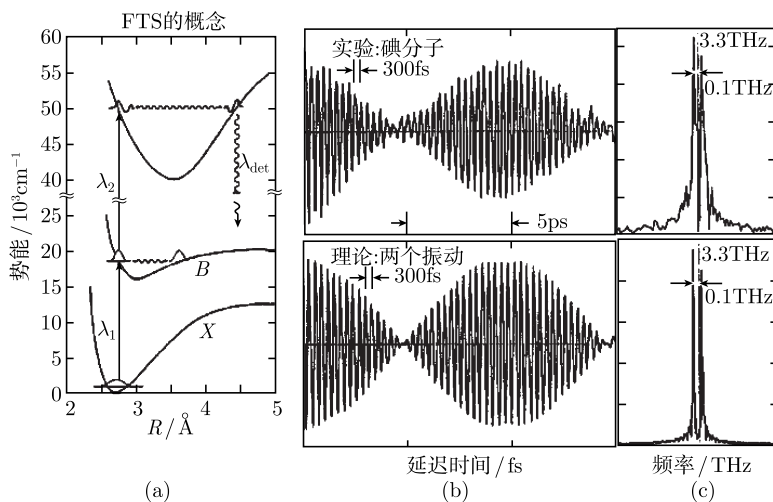 FTS的概念
势能/10³cm⁻¹
60
55
50
45
40
25
20
15
10
5
0
λ₂
λdet
B
λ₁
X
2
3
4
5
R/Å
(a)
实验:碘分子
300fs
5ps
理论:两个振动
300fs
延迟时间/fs
(b)
3.3THz
0.1THz
3.3THz
0.1THz
频率/THz
(c)